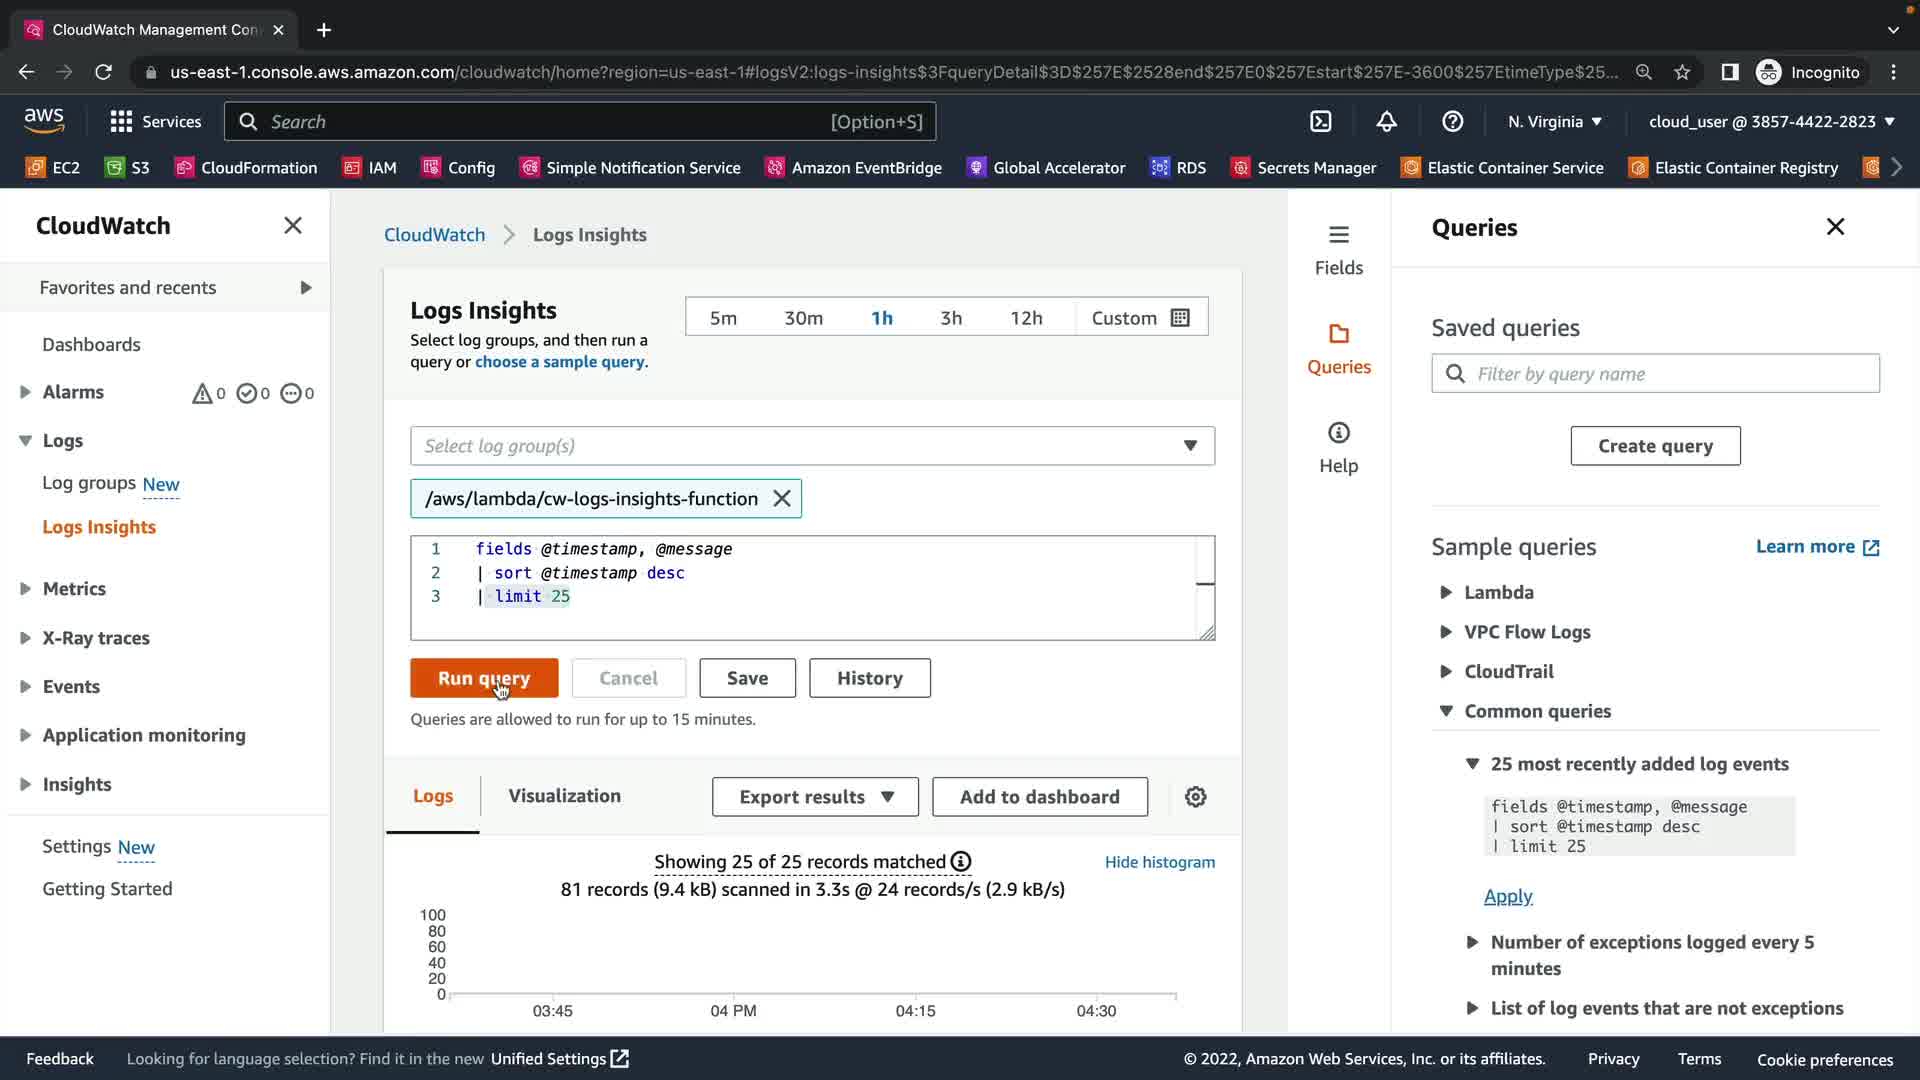 CloudWatch Management Con
us-east-1.console.aws.amazon.com/cloudwatch/home?region=us-east-1#logsV2:logs-insights$3FqueryDetail$3D$257E$2528end$257E0$257Estart$257E-3600$257EtimeType$25...
Incognito
aws
Services
Search
[Option+S]
N. Virginia
cloud_user @ 3857-4422-2823
EC2
S3
CloudFormation
IAM
Config
Simple Notification Service
Amazon EventBridge
Global Accelerator
RDS
Secrets Manager
Elastic Container Service
Elastic Container Registry
CloudWatch
Favorites and recents
Dashboards
Alarms
0
0
0
Logs
Log groups New
Logs Insights
Metrics
X-Ray traces
Events
Application monitoring
Insights
Settings New
Getting Started
CloudWatch
Logs Insights
Logs Insights
Select log groups, and then run a
query or choose a sample query.
5m
30m
1h
3h
12h
Custom
Select log group(s)
/aws/lambda/cw-logs-insights-function
1 fields @timestamp, @message
2 | sort @timestamp desc
3 | limit 25
Run query
Cancel
Save
History
Queries are allowed to run for up to 15 minutes.
Logs
Visualization
Export results
Add to dashboard
Showing 25 of 25 records matched
Hide histogram
81 records (9.4 kB) scanned in 3.3s @ 24 records/s (2.9 kB/s)
100
80
60
40
20
0
03:45
04 PM
04:15
04:30
Fields
Queries
Help
Queries
Saved queries
Filter by query name
Create query
Sample queries
Learn more
Lambda
VPC Flow Logs
CloudTrail
Common queries
25 most recently added log events
fields @timestamp, @message
| sort @timestamp desc
| limit 25
Apply
Number of exceptions logged every 5
minutes
List of log events that are not exceptions
Feedback
Looking for language selection? Find it in the new Unified Settings
© 2022, Amazon Web Services, Inc. or its affiliates.
Privacy
Terms
Cookie preferences